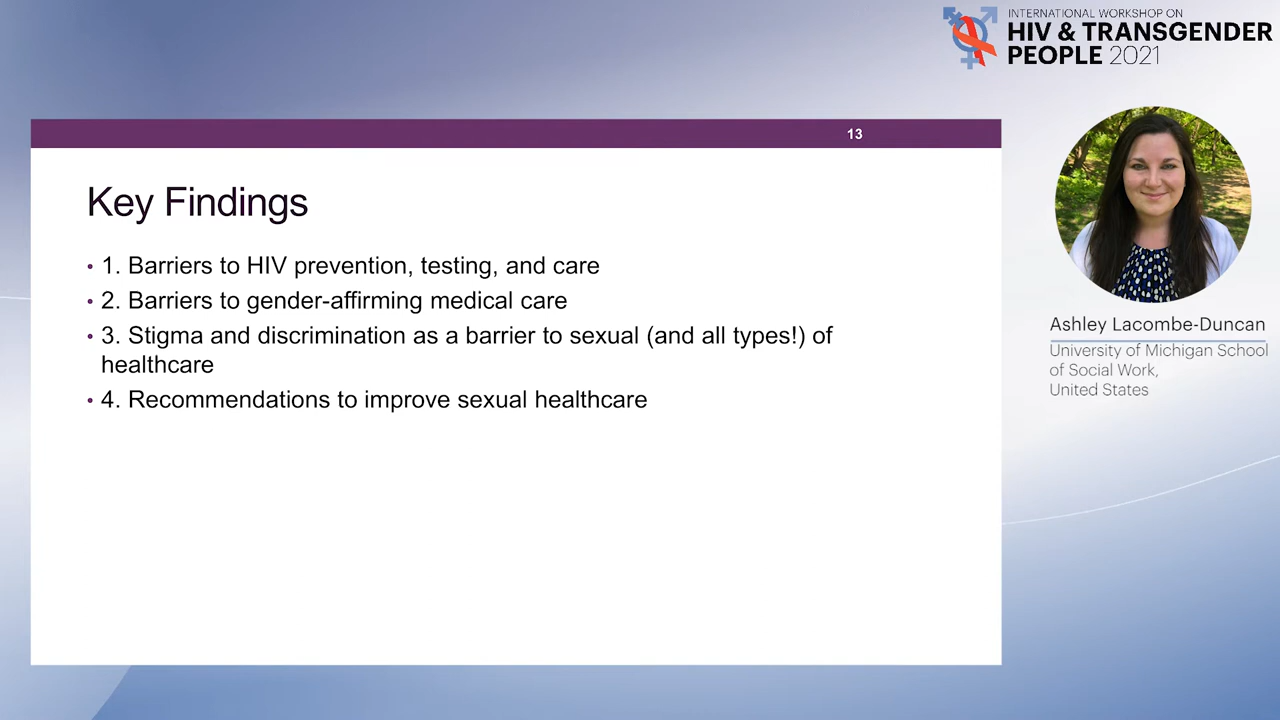 INTERNATIONAL WORKSHOP ON
HIV & TRANSGENDER
PEOPLE 2021
13
Key Findings
• 1. Barriers to HIV prevention, testing, and care
• 2. Barriers to gender-affirming medical care
• 3. Stigma and discrimination as a barrier to sexual (and all types!) of
healthcare
• 4. Recommendations to improve sexual healthcare
Ashley Lacombe-Duncan
University of Michigan School
of Social Work,
United States